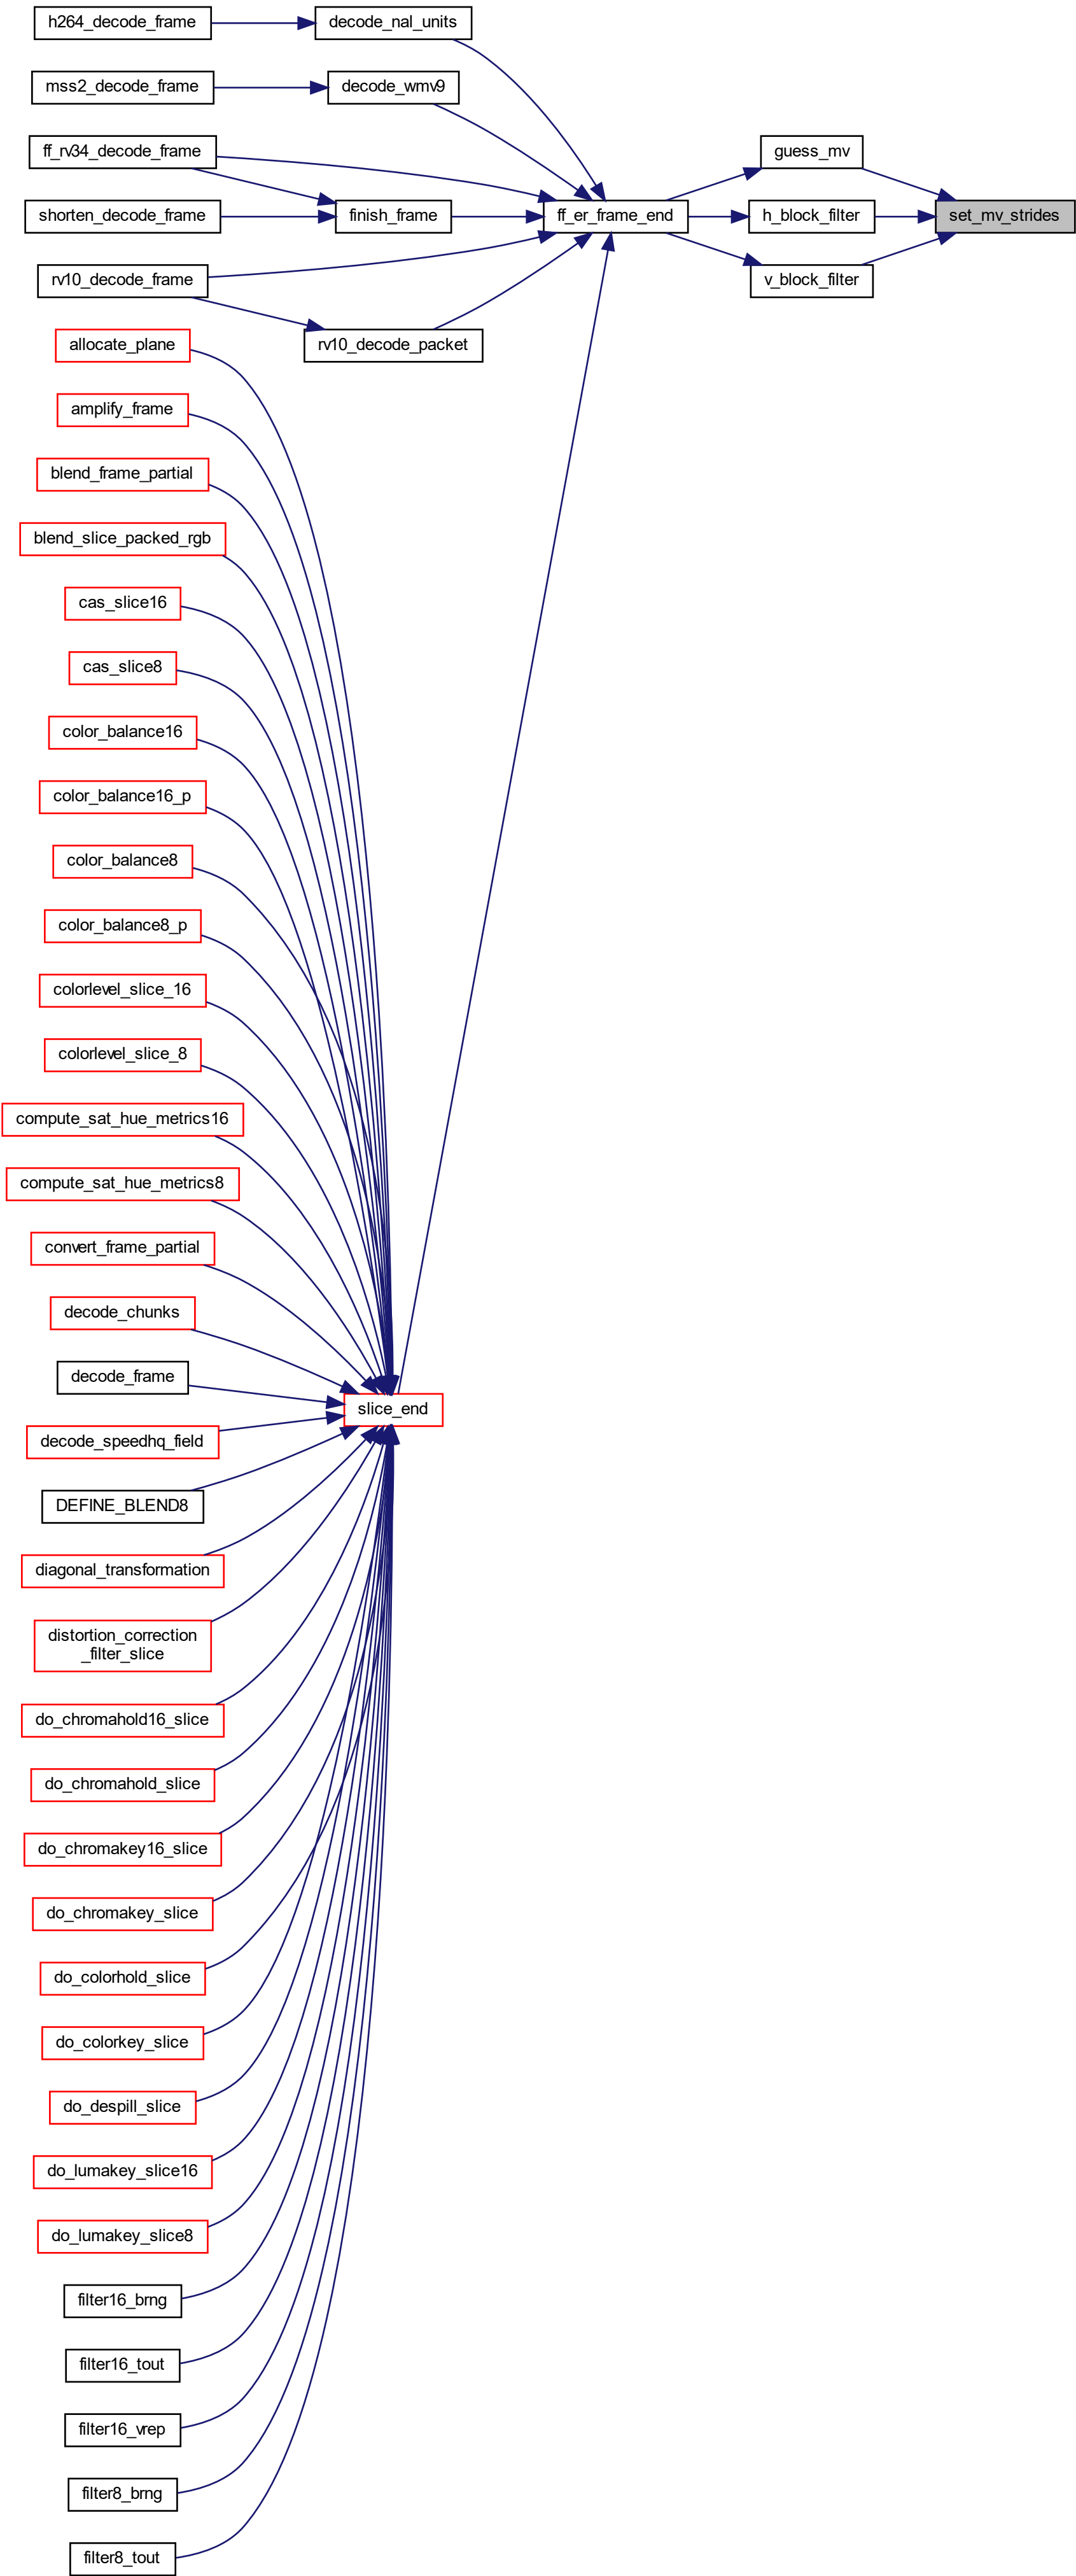 h264_decode_frame
decode_nal_units
mss2_decode_frame
decode_wmv9
ff_rv34_decode_frame
guess_mv
shorten_decode_frame
finish_frame
ff_er_frame_end
h_block_filter
set_mv_strides
rv10_decode_frame
v_block_filter
allocate_plane
rv10_decode_packet
amplify_frame
blend_frame_partial
blend_slice_packed_rgb
cas_slice16
cas_slice8
color_balance16
color_balance16_p
color_balance8
color_balance8_p
colorlevel_slice_16
colorlevel_slice_8
compute_sat_hue_metrics16
compute_sat_hue_metrics8
convert_frame_partial
decode_chunks
decode_frame
slice_end
decode_speedhq_field
DEFINE_BLEND8
diagonal_transformation
distortion_correction
_filter_slice
do_chromahold16_slice
do_chromahold_slice
do_chromakey16_slice
do_chromakey_slice
do_colorhold_slice
do_colorkey_slice
do_despill_slice
do_lumakey_slice16
do_lumakey_slice8
filter16_brng
filter16_tout
filter16_vrep
filter8_brng
filter8_tout